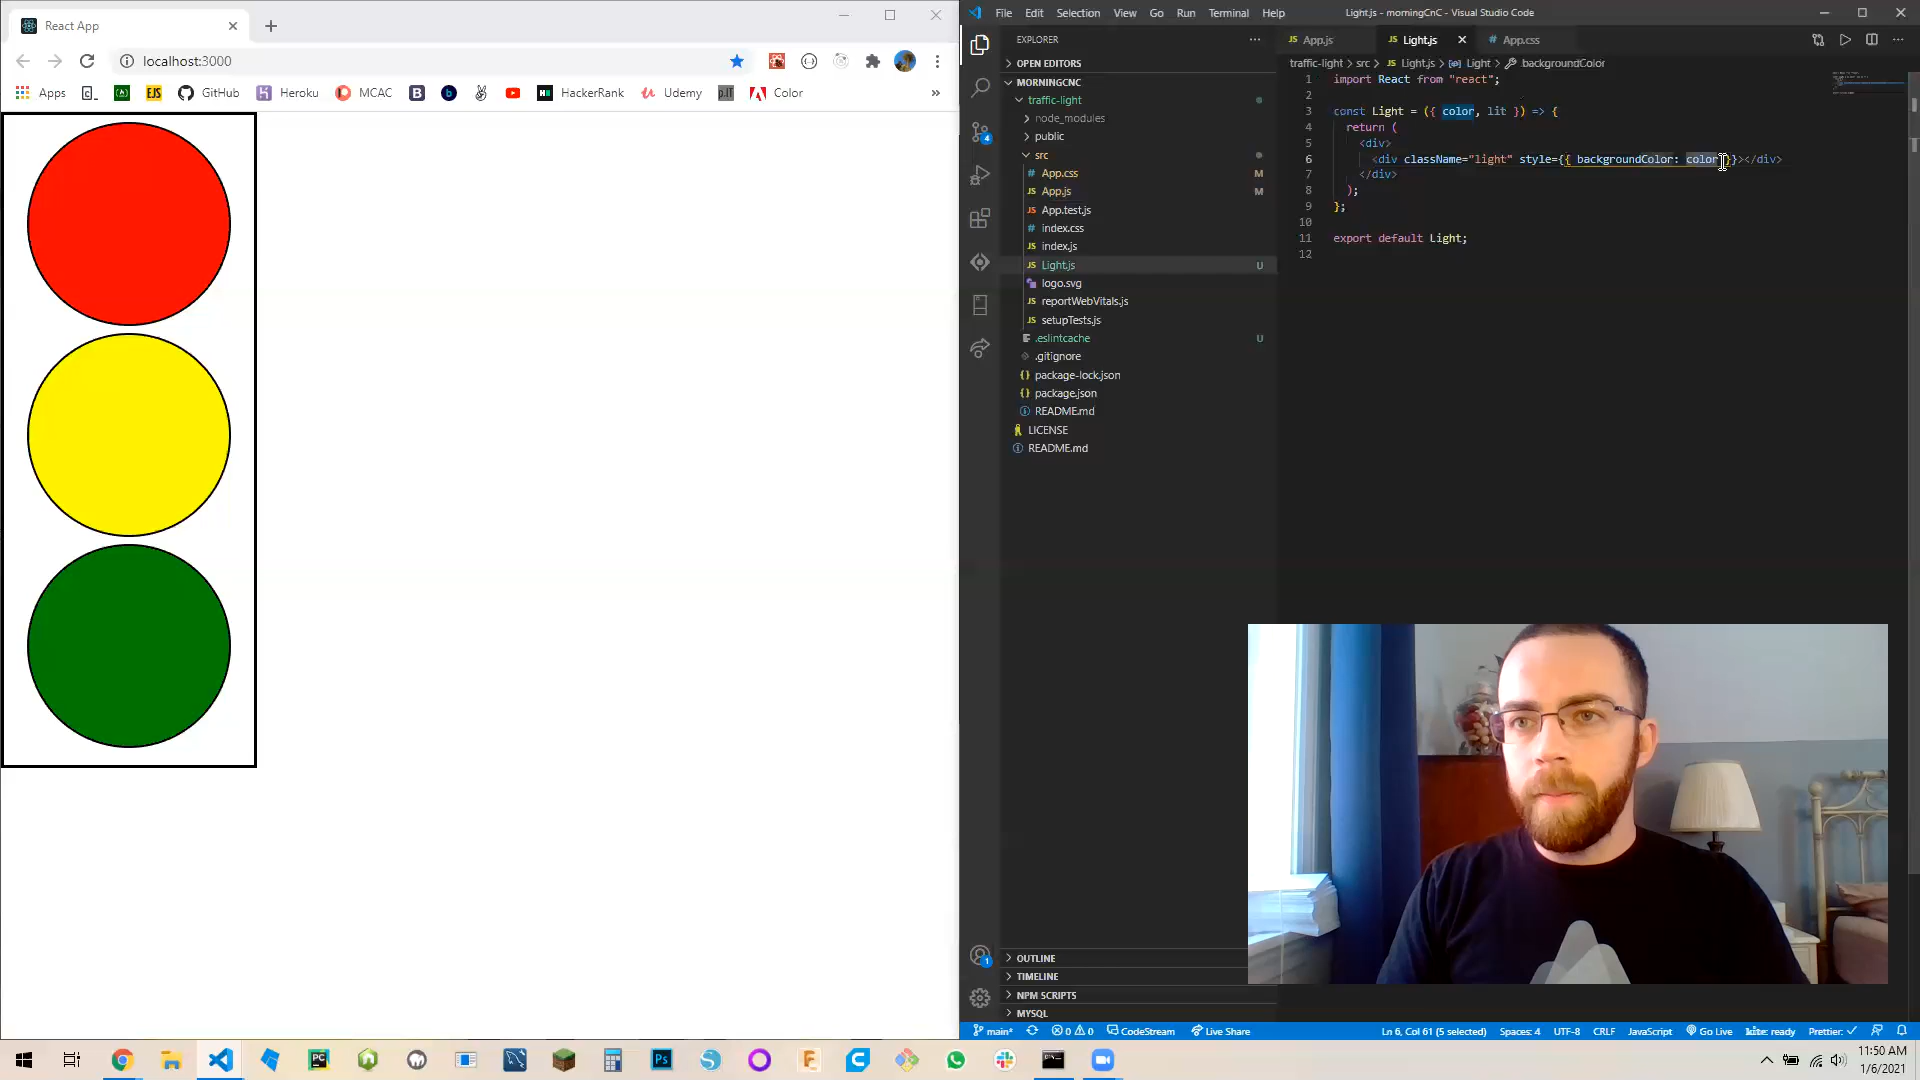 React App
localhost:3000
Apps
EJS
GitHub
Heroku
MCAC
HackerRank
Udemy
Color
File Edit Selection View Go Run Terminal Help
Light.js - morningCnC - Visual Studio Code
EXPLORER
OPEN EDITORS
MORNINGCNC
traffic-light
node_modules
public
src
App.css M
App.js M
App.test.js
index.css
index.js
Light.js U
logo.svg
reportWebVitals.js
setupTests.js
.eslintcache U
.gitignore
package-lock.json
package.json
README.md
LICENSE
README.md
OUTLINE
TIMELINE
NPM SCRIPTS
MYSQL
App.js Light.js App.css
traffic-light > src > Light.js > Light > backgroundColor
1 import React from "react";
2
3 const Light = ({ color, lit }) => {
4 return (
5 <div>
6 <div className="light" style={{ backgroundColor: color }}></div>
7 </div>
8 );
9 };
10
11 export default Light;
12
main* 0 0 CodeStream Live Share
Ln 6, Col 61 (5 selected) Spaces: 4 UTF-8 CRLF JavaScript Go Live kite: ready Prettier: ✓
11:50 AM
1/6/2021